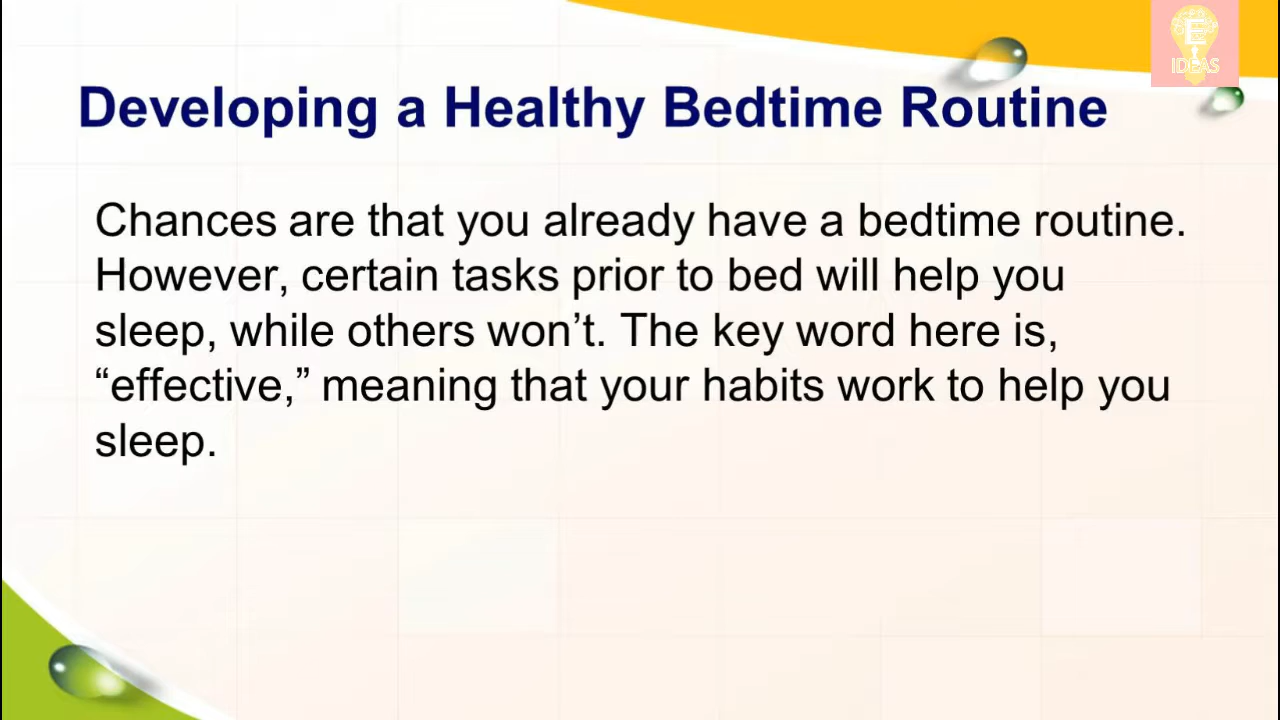 E
IDEAS
Developing a Healthy Bedtime Routine
Chances are that you already have a bedtime routine.
However, certain tasks prior to bed will help you
sleep, while others won’t. The key word here is,
“effective,” meaning that your habits work to help you
sleep.